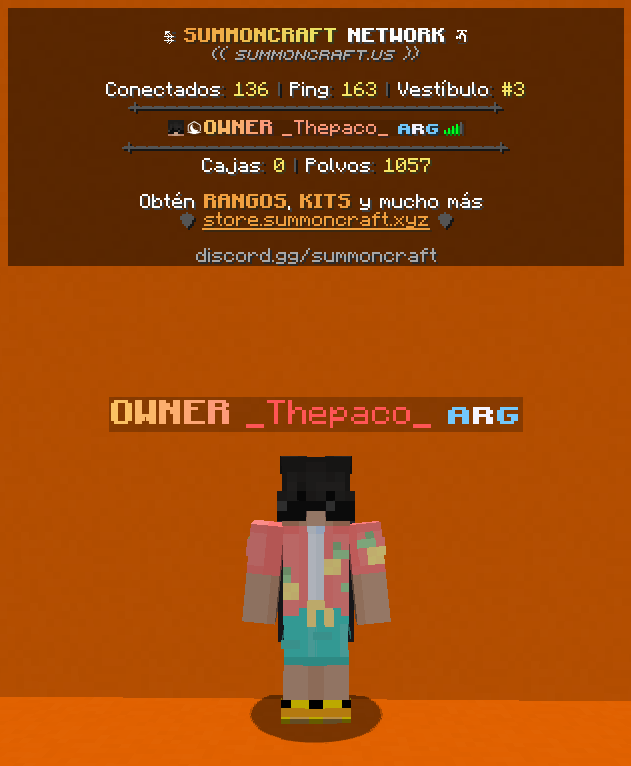 SUMMONCRAFT NETWORK
(( SUMMONCRAFT.US ))
Conectados: 136 | Ping: 163 | Vestíbulo: #3
OWNER _Thepaco_ ARG
Cajas: 0 | Polvos: 1057
Obtén RANGOS, KITS y mucho más
store.summoncraft.xyz
discord.gg/summoncraft
OWNER _Thepaco_ ARG